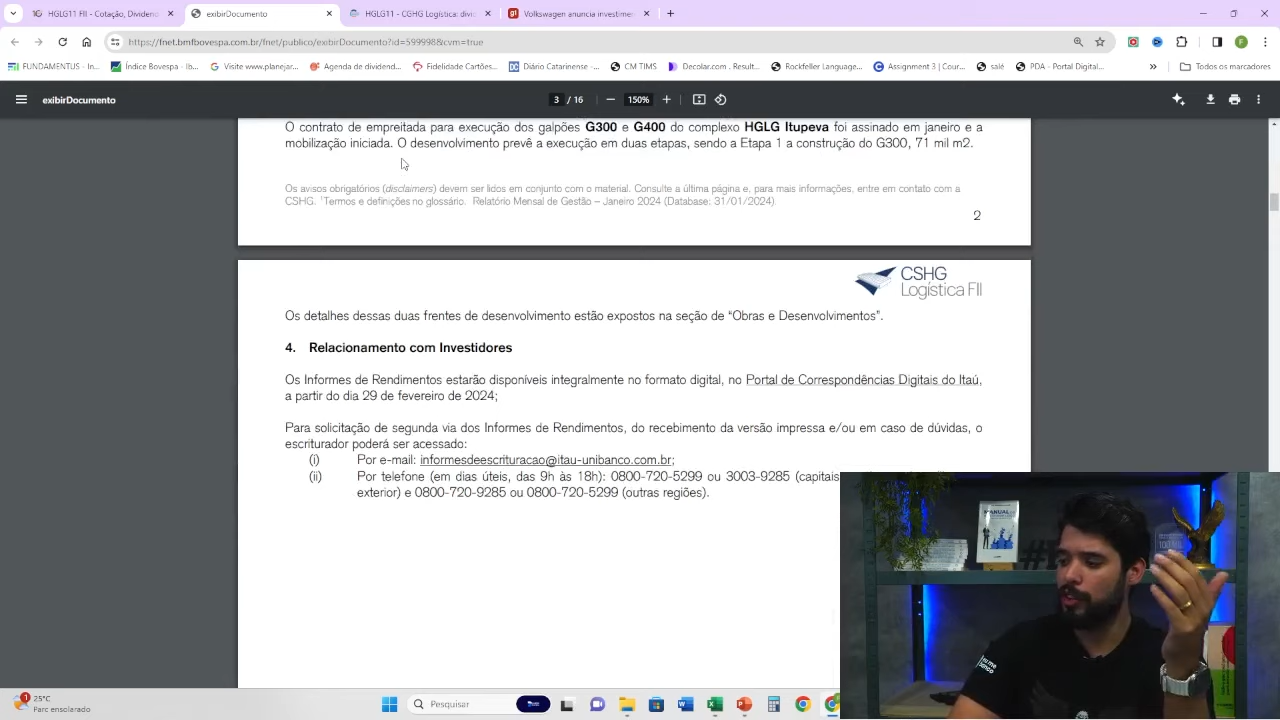 HGLG11 FII - Cotação, Dividendo
exibirDocumento
HGLG11 - CSHG Logística - Info
Volkswagen anuncia investimen
https://fnet.bmfbovespa.com.br/fnet/publico/exibirDocumento?id=599998&cvm=true
FUNDAMENTUS - In...
Índice Bovespa - Ib...
Visite www.planejar...
Agenda de dividend...
Fidelidade Cartões...
Diário Catarinense -...
CM TIMS
Decolar.com , Result...
Rockfeller Language...
Assignment 3 | Cour...
salé
PDA - Portal Digital...
Todos os marcadores
exibirDocumento
3 / 16
150%
O contrato de empreitada para execução dos galpões G300 e G400 do complexo HGLG Itupeva foi assinado em janeiro e a
mobilização iniciada. O desenvolvimento prevê a execução em duas etapas, sendo a Etapa 1 a construção do G300, 71 mil m2.
Os avisos obrigatórios (disclaimers) devem ser lidos em conjunto com o material. Consulte a última página e, para mais informações, entre em contato com a
CSHG. ¹Termos e definições no glossário. Relatório Mensal de Gestão – Janeiro 2024 (Database: 31/01/2024).
2
CSHG
Logística FII
Os detalhes dessas duas frentes de desenvolvimento estão expostos na seção de “Obras e Desenvolvimentos”.
4. Relacionamento com Investidores
Os Informes de Rendimentos estarão disponíveis integralmente no formato digital, no Portal de Correspondências Digitais do Itaú,
a partir do dia 29 de fevereiro de 2024;
Para solicitação de segunda via dos Informes de Rendimentos, do recebimento da versão impressa e/ou em caso de dúvidas, o
escriturador poderá ser acessado:
(i) Por e-mail: informesdeescrituracao@itau-unibanco.com.br;
(ii) Por telefone (em dias úteis, das 9h às 18h): 0800-720-5299 ou 3003-9285 (capitais
exterior) e 0800-720-9285 ou 0800-720-5299 (outras regiões).
MANUAL
25°C
Parc ensolarado
Pesquisar